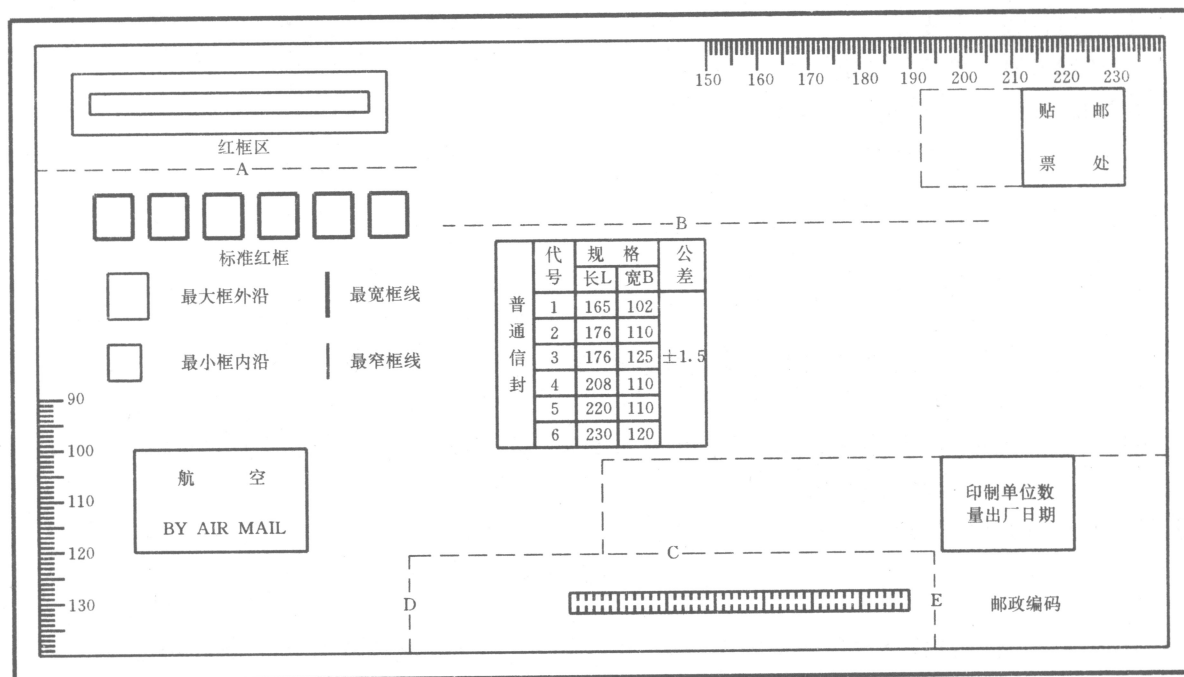 150 160 170 180 190 200 210 220 230
贴 邮
票 处
红框区
A
B
标准红框
最大框外沿 最宽框线
最小框内沿 最窄框线
普通信封 代号 规格 公差
长L 宽B
1 165 102
2 176 110
3 176 125 ±1.5
4 208 110
5 220 110
6 230 120
90
100
110
120
130
航 空
BY AIR MAIL
印制单位数
量出厂日期
C
D
E
邮政编码